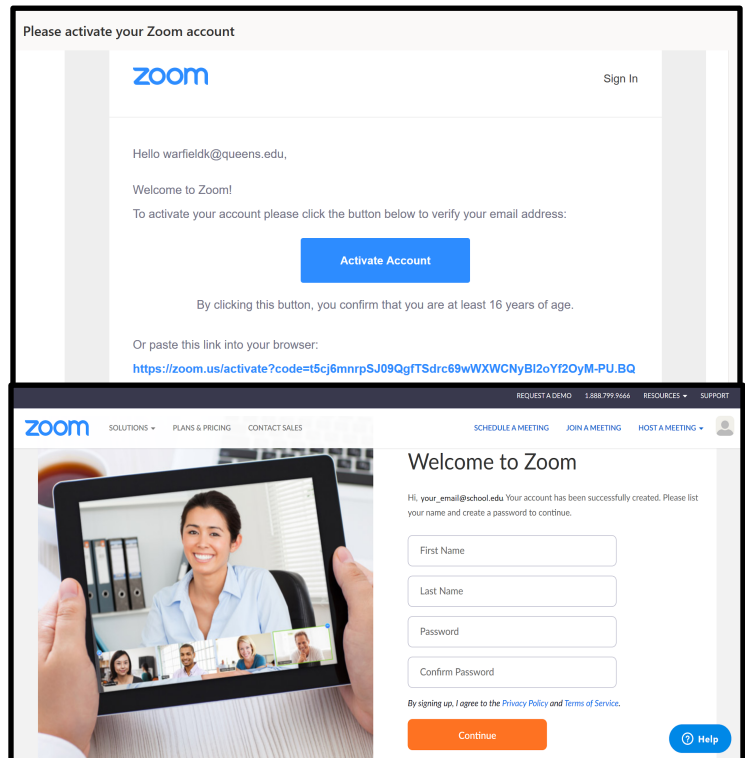 Please activate your Zoom account
zoom
Sign In
Hello warfieldk@queens.edu,
Welcome to Zoom!
To activate your account please click the button below to verify your email address:
Activate Account
By clicking this button, you confirm that you are at least 16 years of age.
Or paste this link into your browser:
https://zoom.us/activate?code=t5cj6mnrpSJ09QgfTSdrc69wWXWCNyBl2oYf2OyM-PU.BQ
REQUEST A DEMO 1.888.799.9666 RESOURCES SUPPORT
zoom SOLUTIONS PLANS & PRICING CONTACT SALES SCHEDULE A MEETING JOIN A MEETING HOST A MEETING
Welcome to Zoom
Hi, your_email@school.edu Your account has been successfully created. Please list
your name and create a password to continue.
First Name
Last Name
Password
Confirm Password
By signing up, I agree to the Privacy Policy and Terms of Service.
Continue
Help